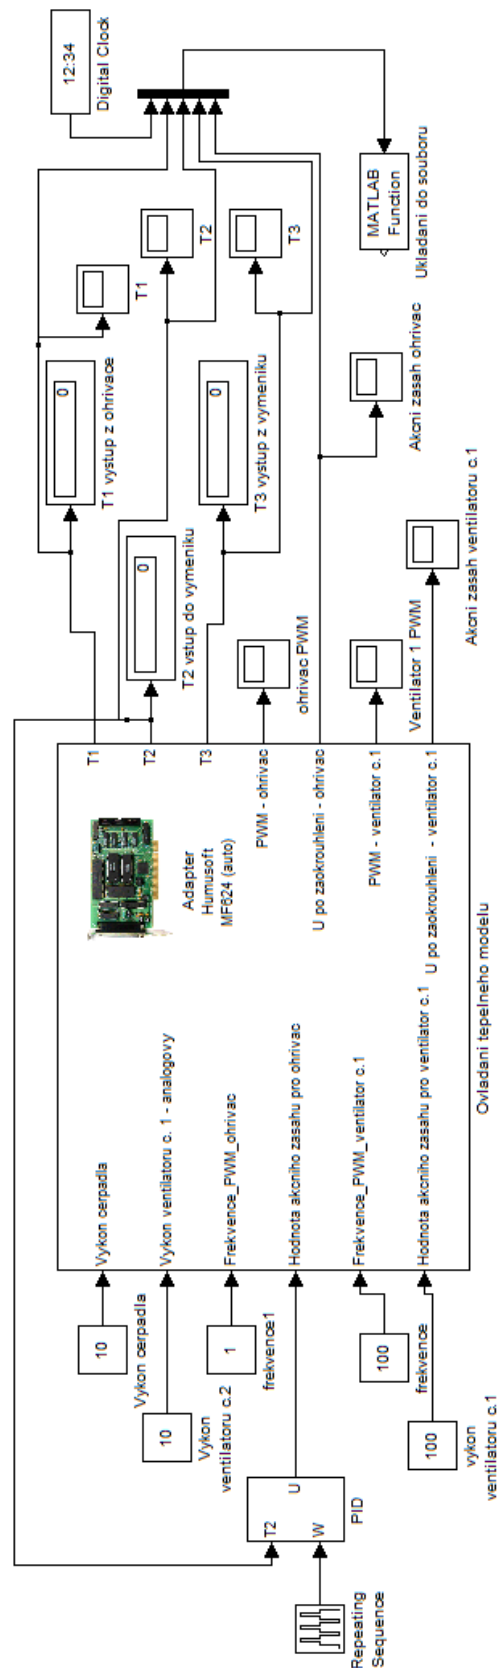 Repeating
Sequence
T2
W
U
PID
10
Vykon cerpadla
10
Vykon
ventilatoru c.2
1
frekvence1
100
frekvence
100
vykon
ventilatoru c.1
Vykon cerpadla
Vykon ventilatoru c. 1 - analogovy
Frekvence_PWM_ohrivac
Hodnota akcniho zasahu pro ohrivac
Frekvence_PWM_ventilator c.1
Hodnota akcniho zasahu pro ventilator c.1
Adapter
Humusoft
MF624 (auto)
T1
T2
T3
PWM - ohrivac
U po zaokrouhleni - ohrivac
PWM - ventilator c.1
U po zaokrouhleni - ventilator c.1
Ovladani tepelneho modelu
0
T1 vystup z ohrivace
0
T2 vstup do vymeniku
0
T3 vystup z vymeniku
ohrivac PWM
Ventilator 1 PWM
Akcni zasah ventilatoru c.1
Akcni zasah ohrivac
T1
T2
T3
12:34
Digital Clock
MATLAB
Function
Ukladani do souboru